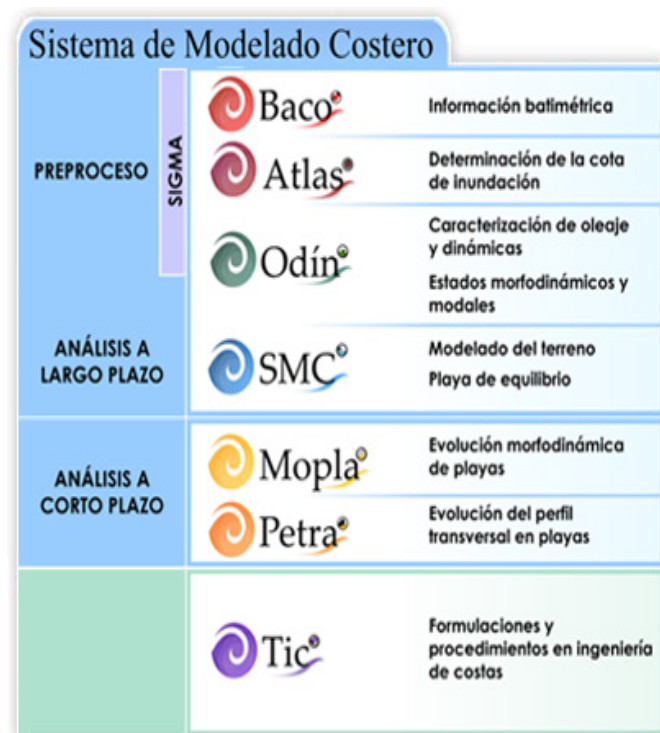 Sistema de Modelado Costero
PREPROCESO
SIGMA
Baco
Información batimétrica
Atlas
Determinación de la cota
de inundación
Odín
Caracterización de oleaje
y dinámicas
Estados morfodinámicos y
modales
ANÁLISIS A
LARGO PLAZO
SMC
Modelado del terreno
Playa de equilibrio
ANÁLISIS A
CORTO PLAZO
Mopla
Evolución morfodinámica
de playas
Petra
Evolución del perfil
transversal en playas
Tic
Formulaciones y
procedimientos en ingeniería
de costas